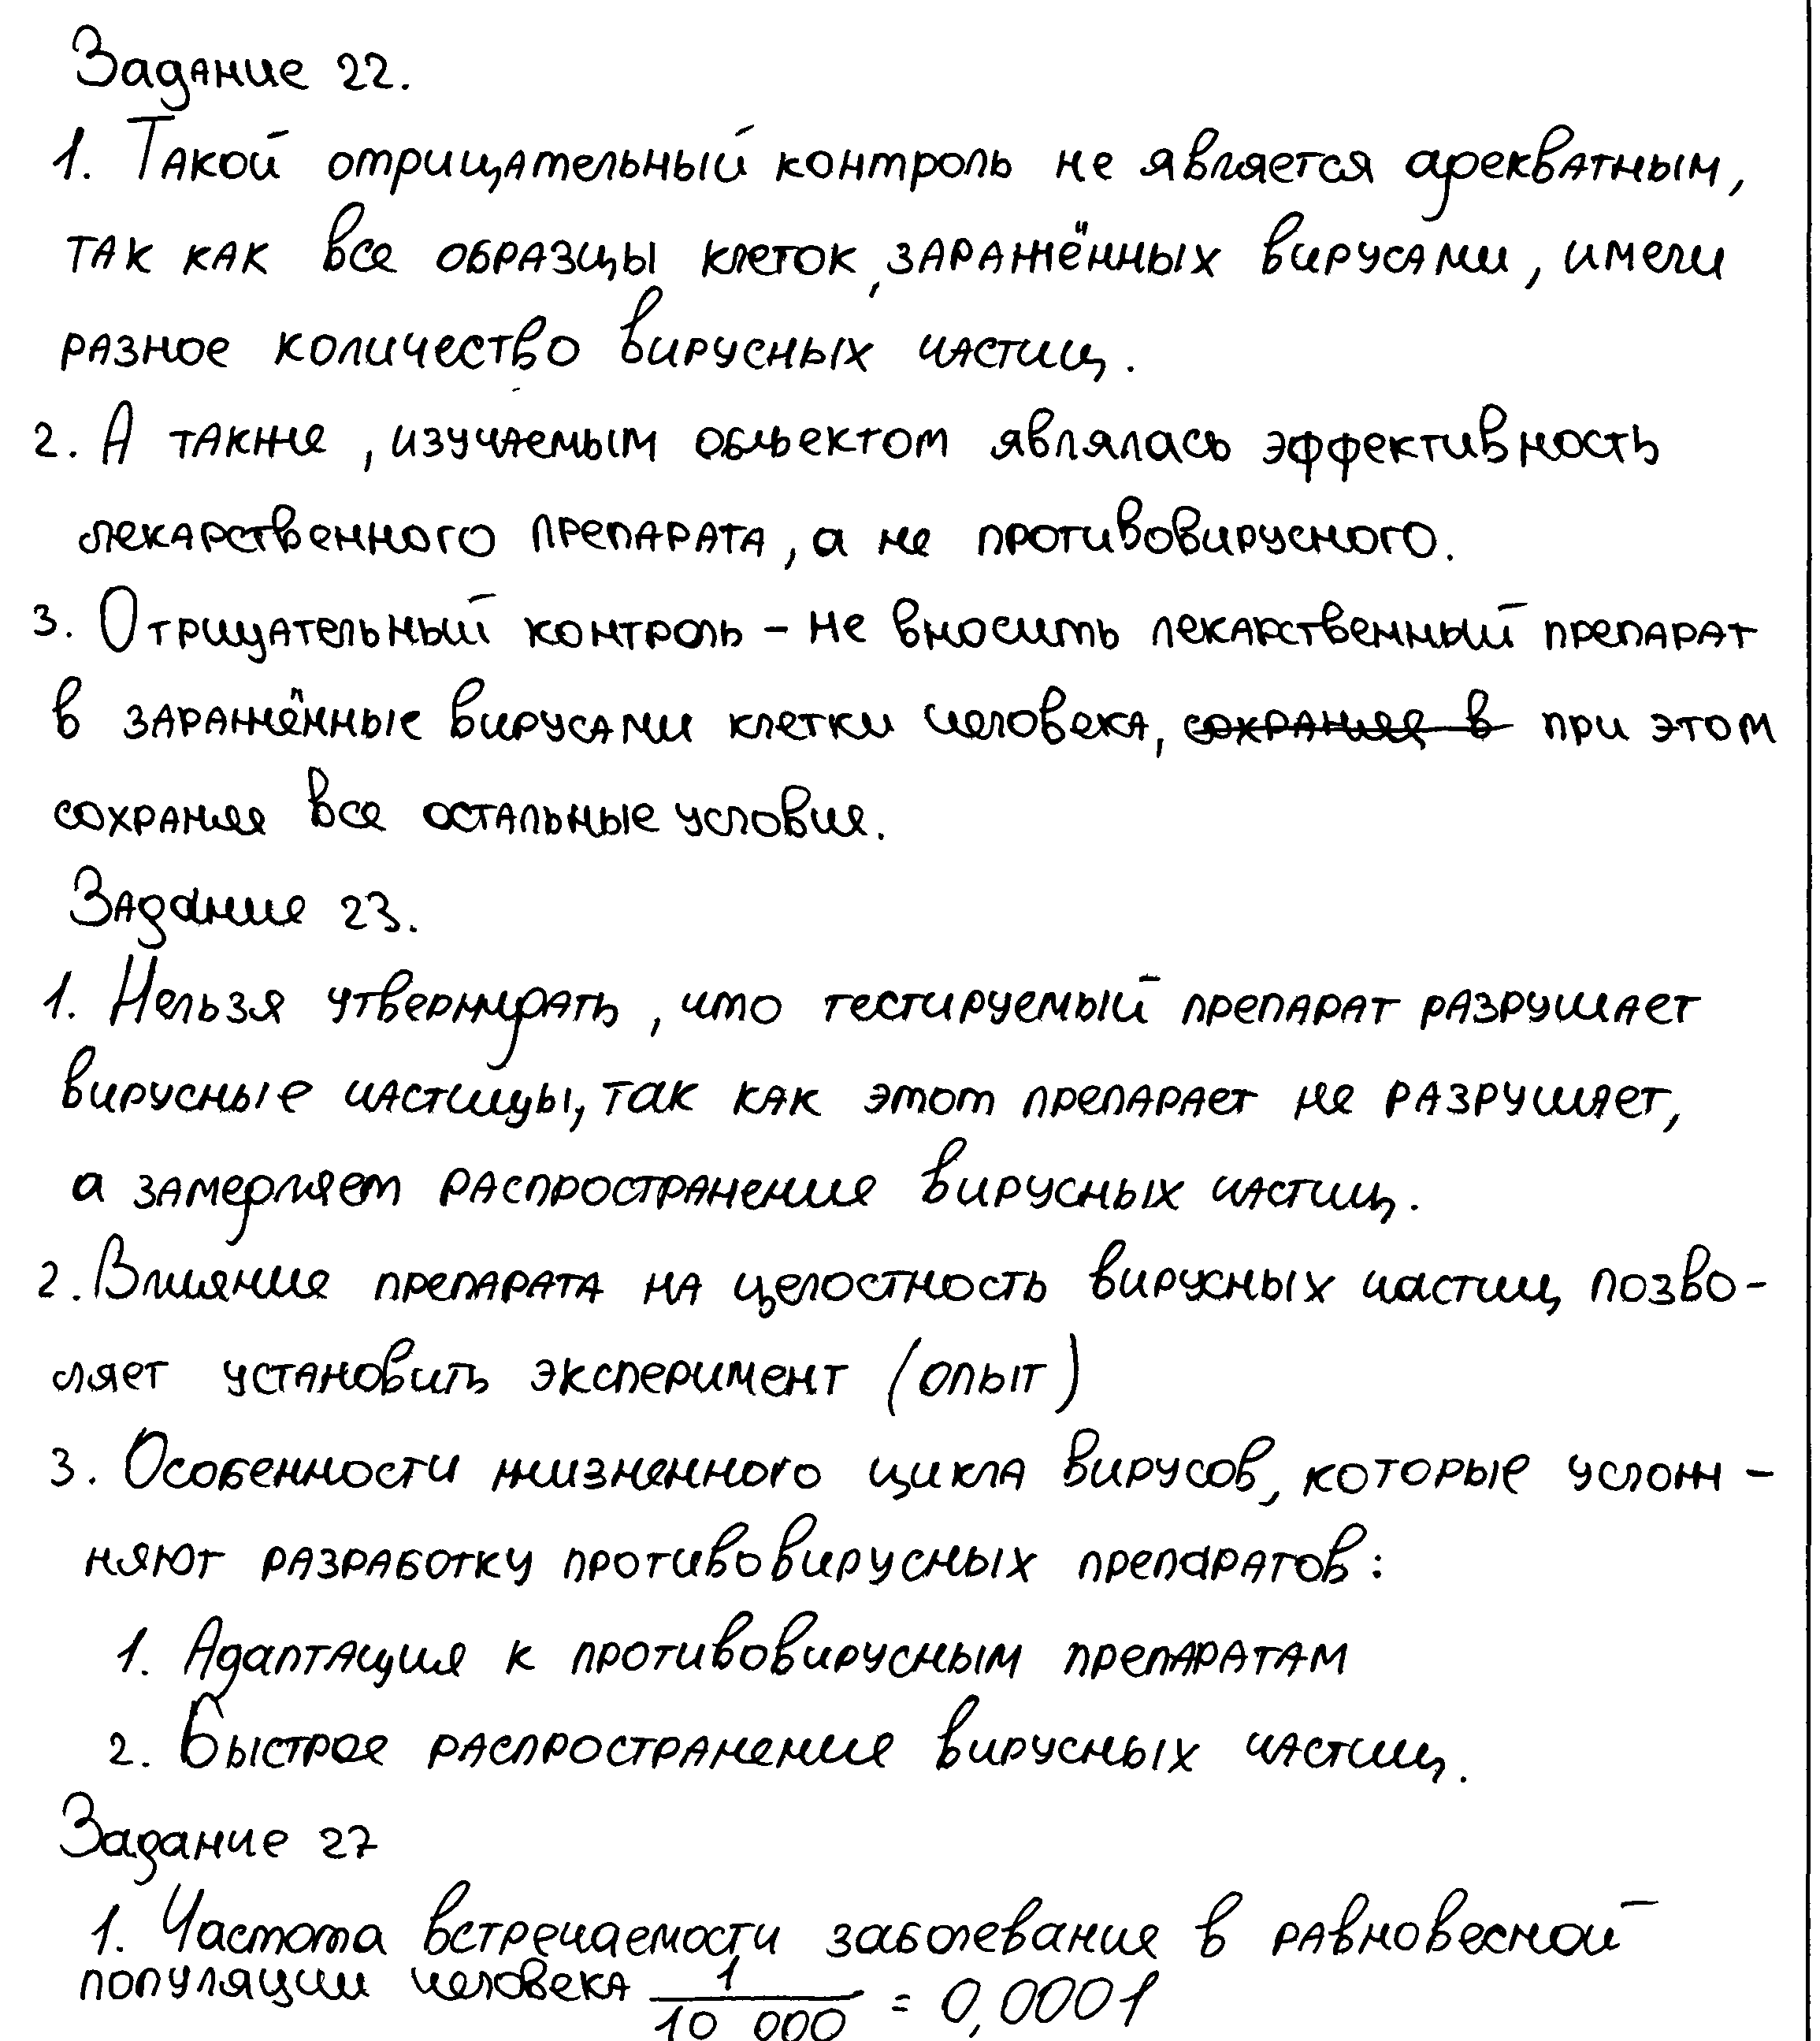 Задание 22.
1. Такой отрицательный контроль не является адекватным,
так как все образцы клеток, заражённых вирусами, имели
разное количество вирусных частиц.
2. А также, изучаемым объектом являлась эффективность
лекарственного препарата, а не противовирусного.
3. Отрицательный контроль - не вносить лекарственный препарат
в заражённые вирусами клетки человека, сохраняя в при этом
сохраняя все остальные условия.
Задание 23.
1. Нельзя утверждать, что тестируемый препарат разрушает
вирусные частицы, так как этот препарает не разрушает,
а замедляет распространение вирусных частиц.
2. Влияние препарата на целостность вирусных частиц позво-
ляет установить эксперимент (опыт)
3. Особенности жизненного цикла вирусов, которые услож-
няют разработку противовирусных препаратов:
1. Адаптация к противовирусным препаратам
2. Быстрое распространение вирусных частиц.
Задание 27
1. Частота встречаемости заболевания в равновесной
популяции человека 1/10 000 = 0,0001